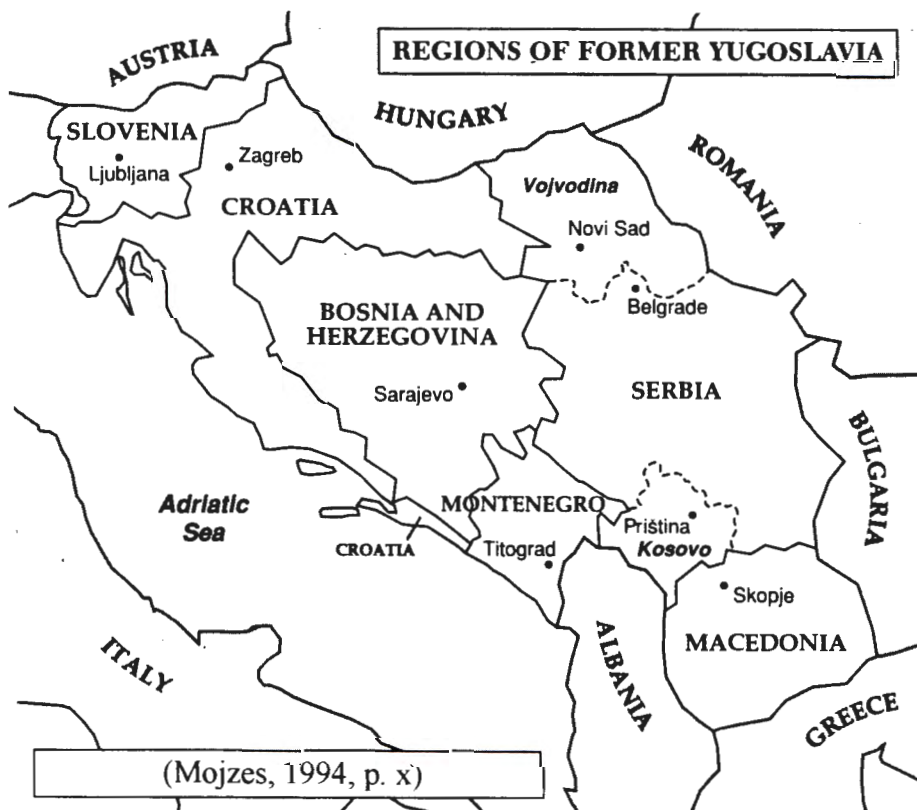 REGIONS OF FORMER YUGOSLAVIA
AUSTRIA
HUNGARY
SLOVENIA
Ljubljana
Zagreb
ROMANIA
Vojvodina
CROATIA
Novi Sad
Belgrade
BOSNIA AND
HERZEGOVINA
Sarajevo
SERBIA
BULGARIA
Adriatic
Sea
MONTENEGRO
Priština
Kosovo
CROATIA
Titograd
Skopje
ITALY
ALBANIA
MACEDONIA
GREECE
(Mojzes, 1994, p. x)